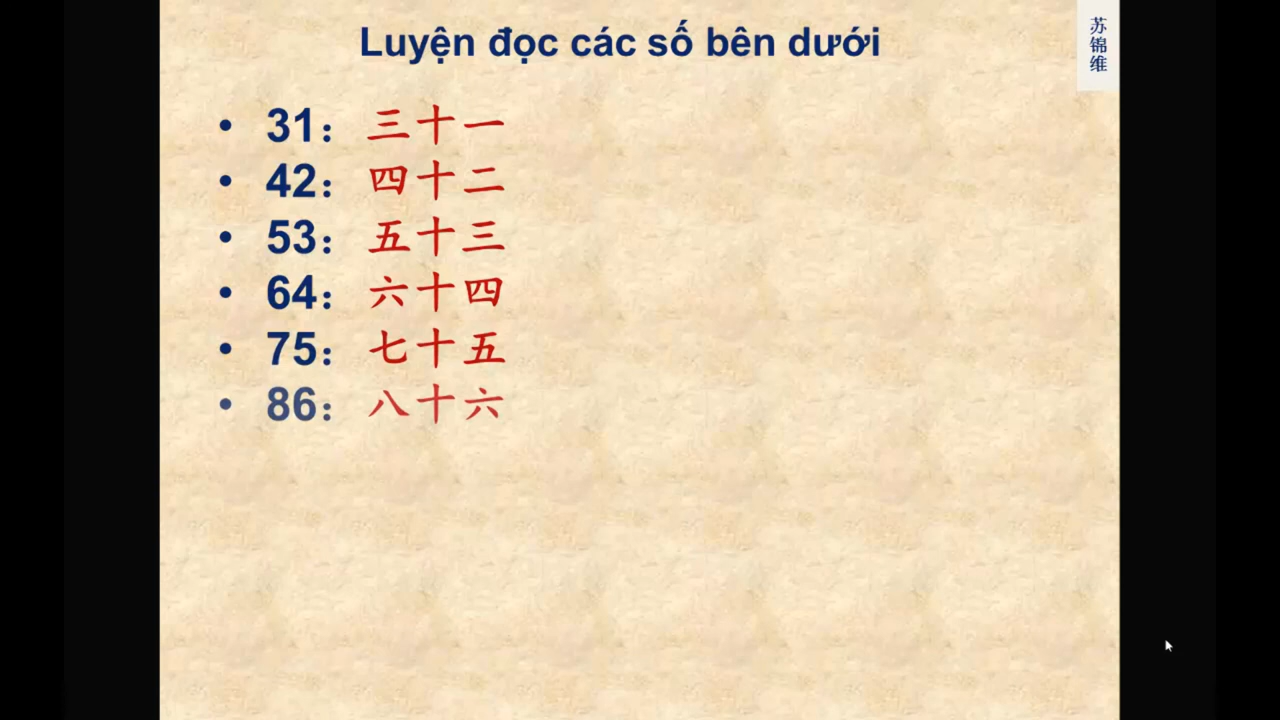 Luyện đọc các số bên dưới
苏锦维
• 31：三十一
• 42：四十二
• 53：五十三
• 64：六十四
• 75：七十五
• 86：八十六